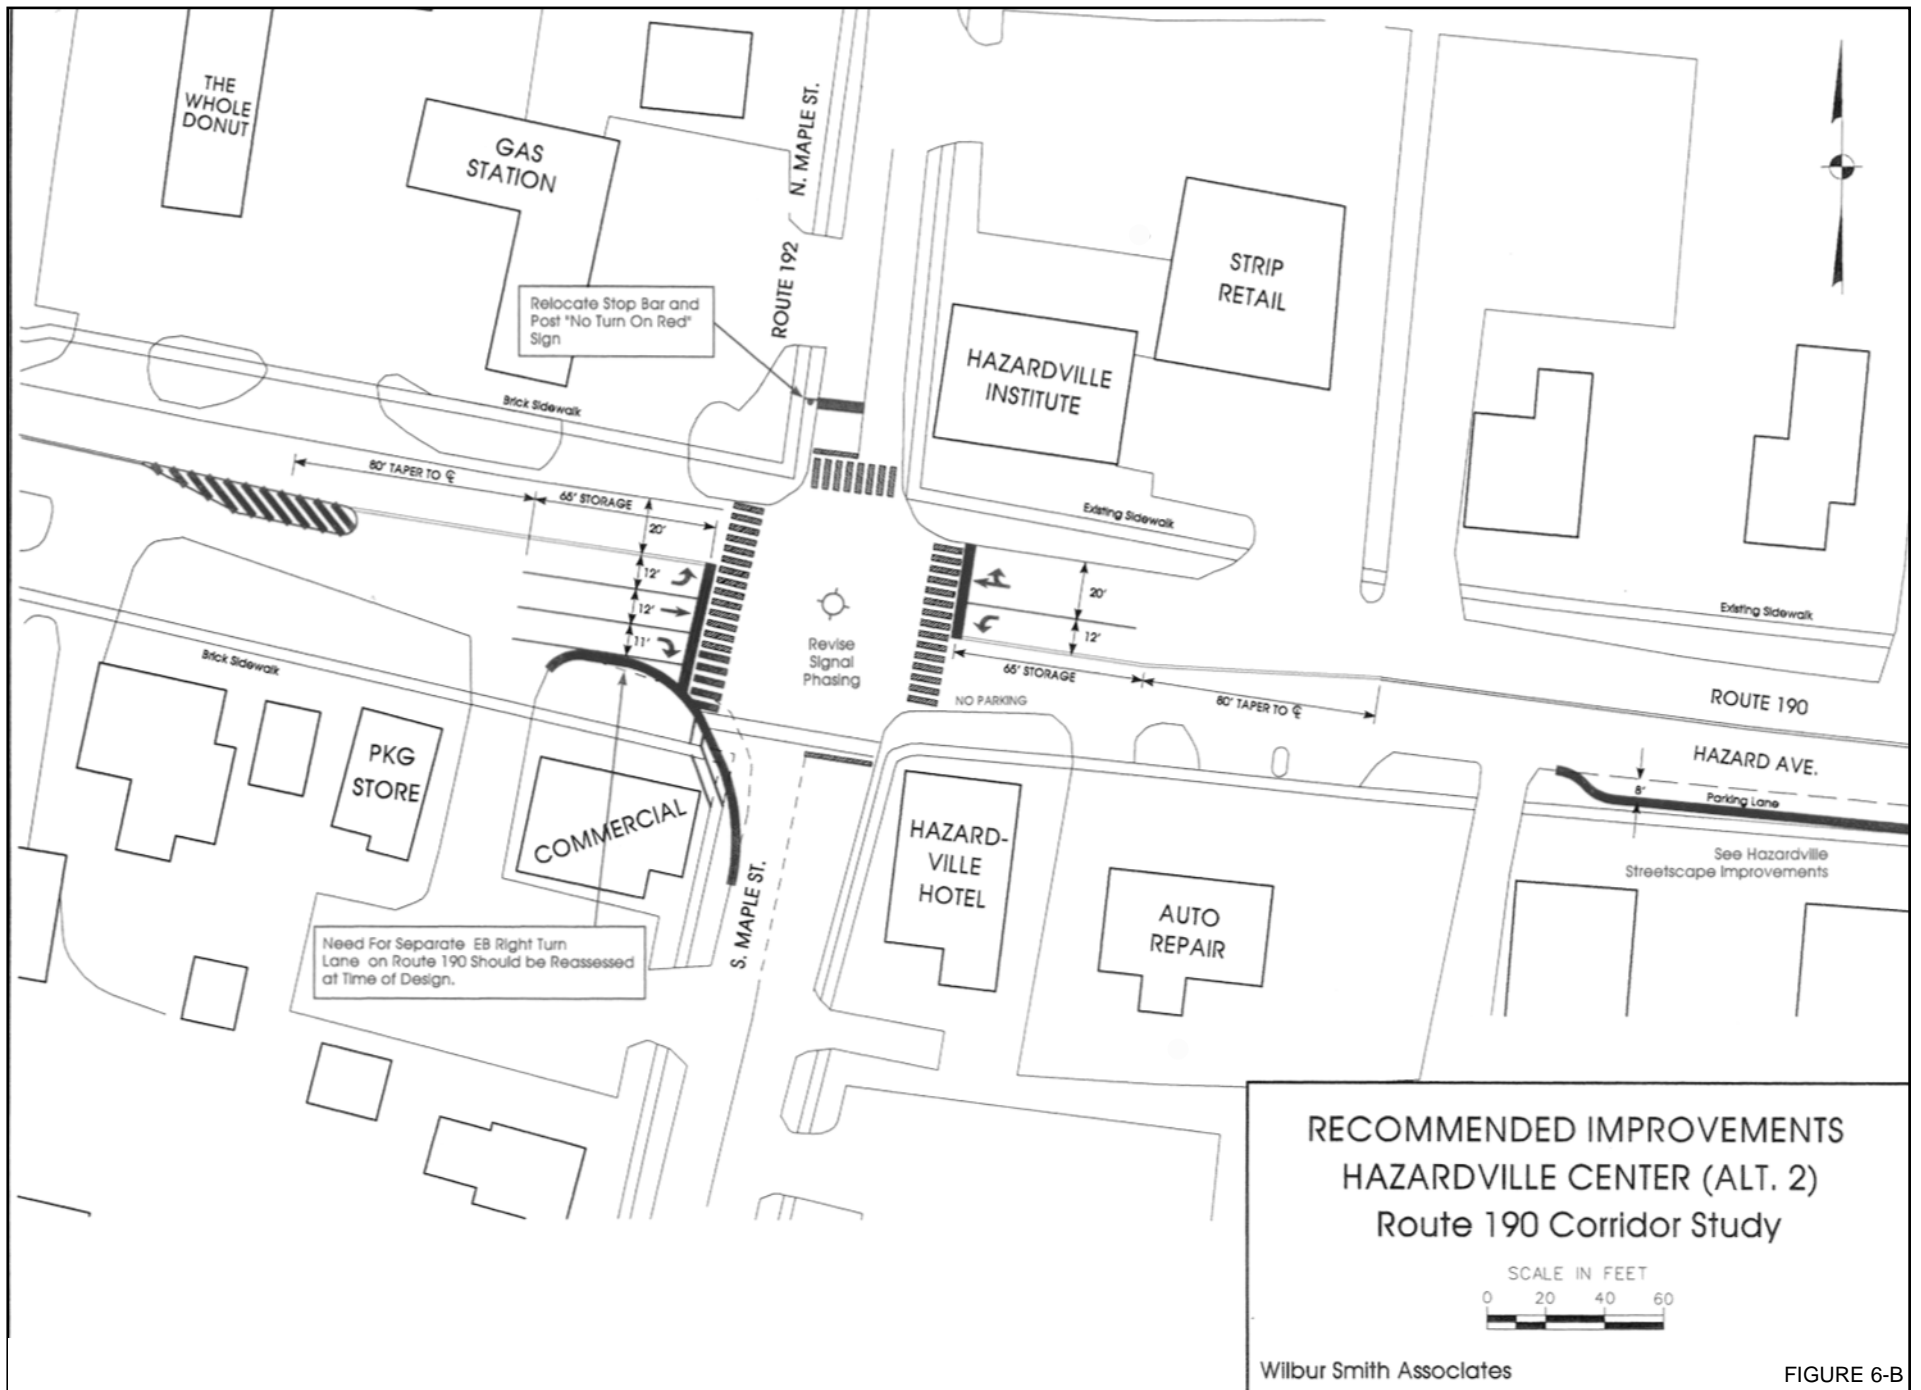 THE
WHOLE
DONUT
GAS
STATION
N. MAPLE ST.
ROUTE 192
Relocate Stop Bar and
Post "No Turn On Red"
Sign
STRIP
RETAIL
HAZARDVILLE
INSTITUTE
Brick Sidewalk
80' TAPER TO ℄
65' STORAGE
20'
12'
12'
11'
Existing Sidewalk
20'
12'
Revise
Signal
Phasing
65' STORAGE
80' TAPER TO ℄
NO PARKING
Existing Sidewalk
ROUTE 190
HAZARD AVE.
8'
Parking Lane
See Hazardville
Streetscape Improvements
Brick Sidewalk
PKG
STORE
COMMERCIAL
HAZARD-
VILLE
HOTEL
AUTO
REPAIR
S. MAPLE ST.
Need For Separate EB Right Turn
Lane on Route 190 Should be Reassessed
at Time of Design.
RECOMMENDED IMPROVEMENTS
HAZARDVILLE CENTER (ALT. 2)
Route 190 Corridor Study
SCALE IN FEET
0 20 40 60
Wilbur Smith Associates
FIGURE 6-B